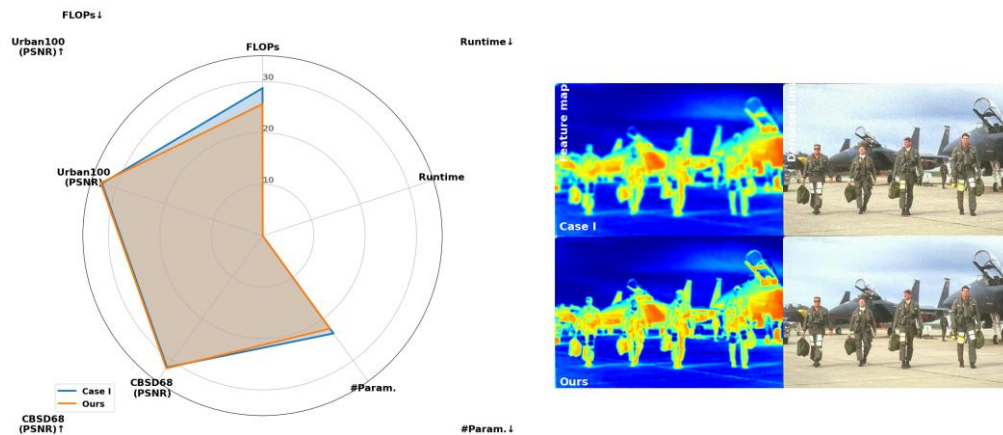 FLOPs↓
Urban100
(PSNR)↑
Runtime↓
FLOPs
30
20
10
Urban100
(PSNR)
Runtime
CBSD68
(PSNR)
#Param.
Case I
Ours
CBSD68
(PSNR)↑
#Param.↓
Feature map
Case I
Ours